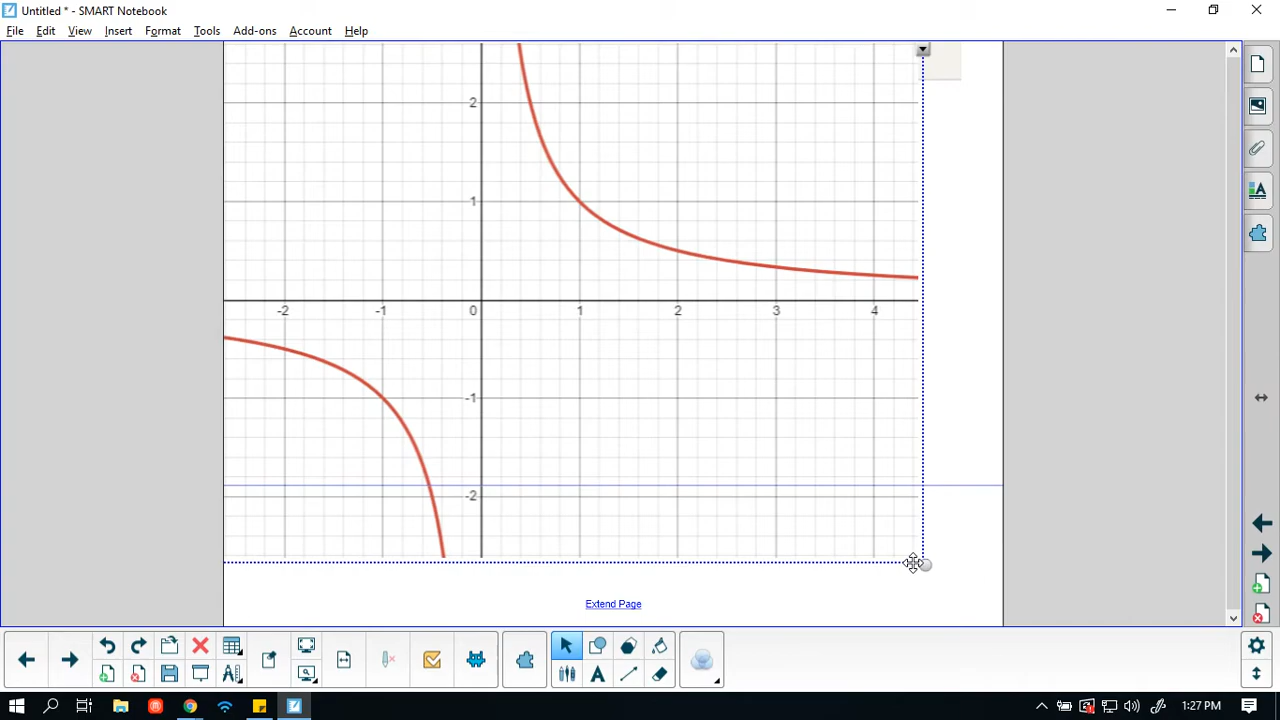 Untitled * - SMART Notebook
File Edit View Insert Format Tools Add-ons Account Help
2
1
-2 -1 0 1 2 3 4
-1
-2
Extend Page
A
1:27 PM